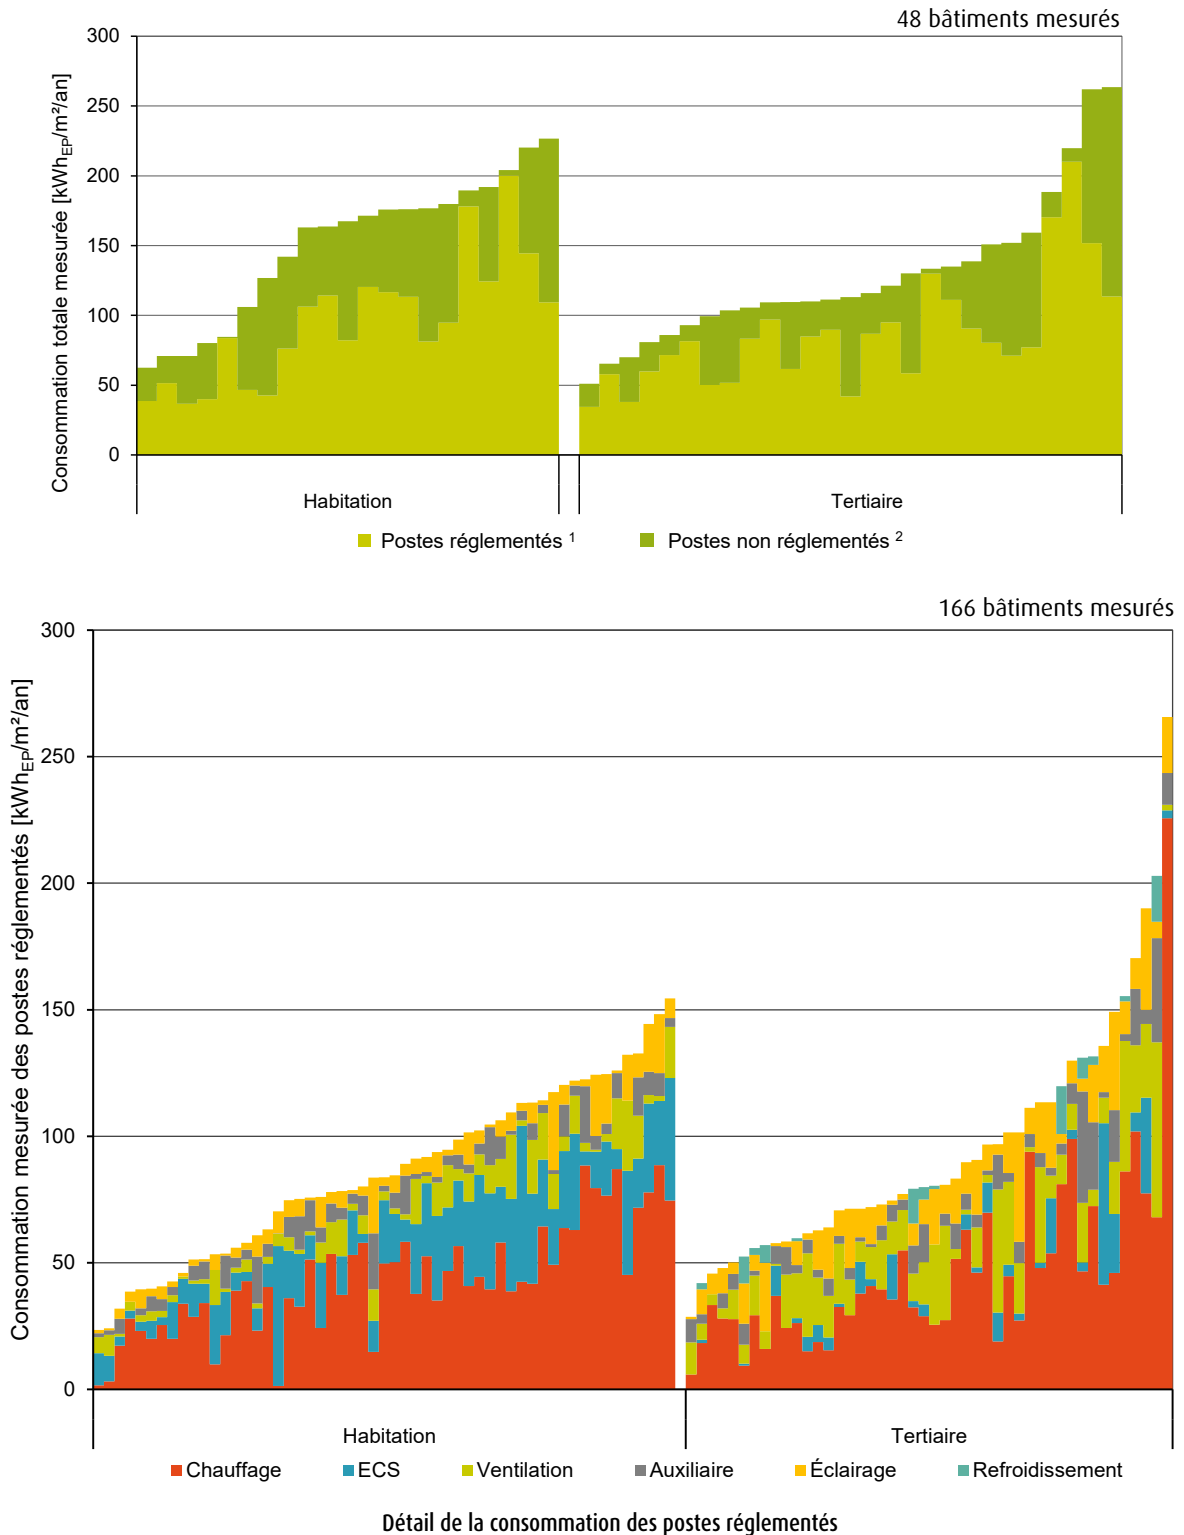 48 bâtiments mesurés
Consommation totale mesurée [kWhEP/m²/an]
300
250
200
150
100
50
0
Habitation
Tertiaire
Postes réglementés ¹
Postes non réglementés ²
166 bâtiments mesurés
Consommation mesurée des postes réglementés [kWhEP/m²/an]
300
250
200
150
100
50
0
Habitation
Tertiaire
Chauffage
ECS
Ventilation
Auxiliaire
Éclairage
Refroidissement
Détail de la consommation des postes réglementés